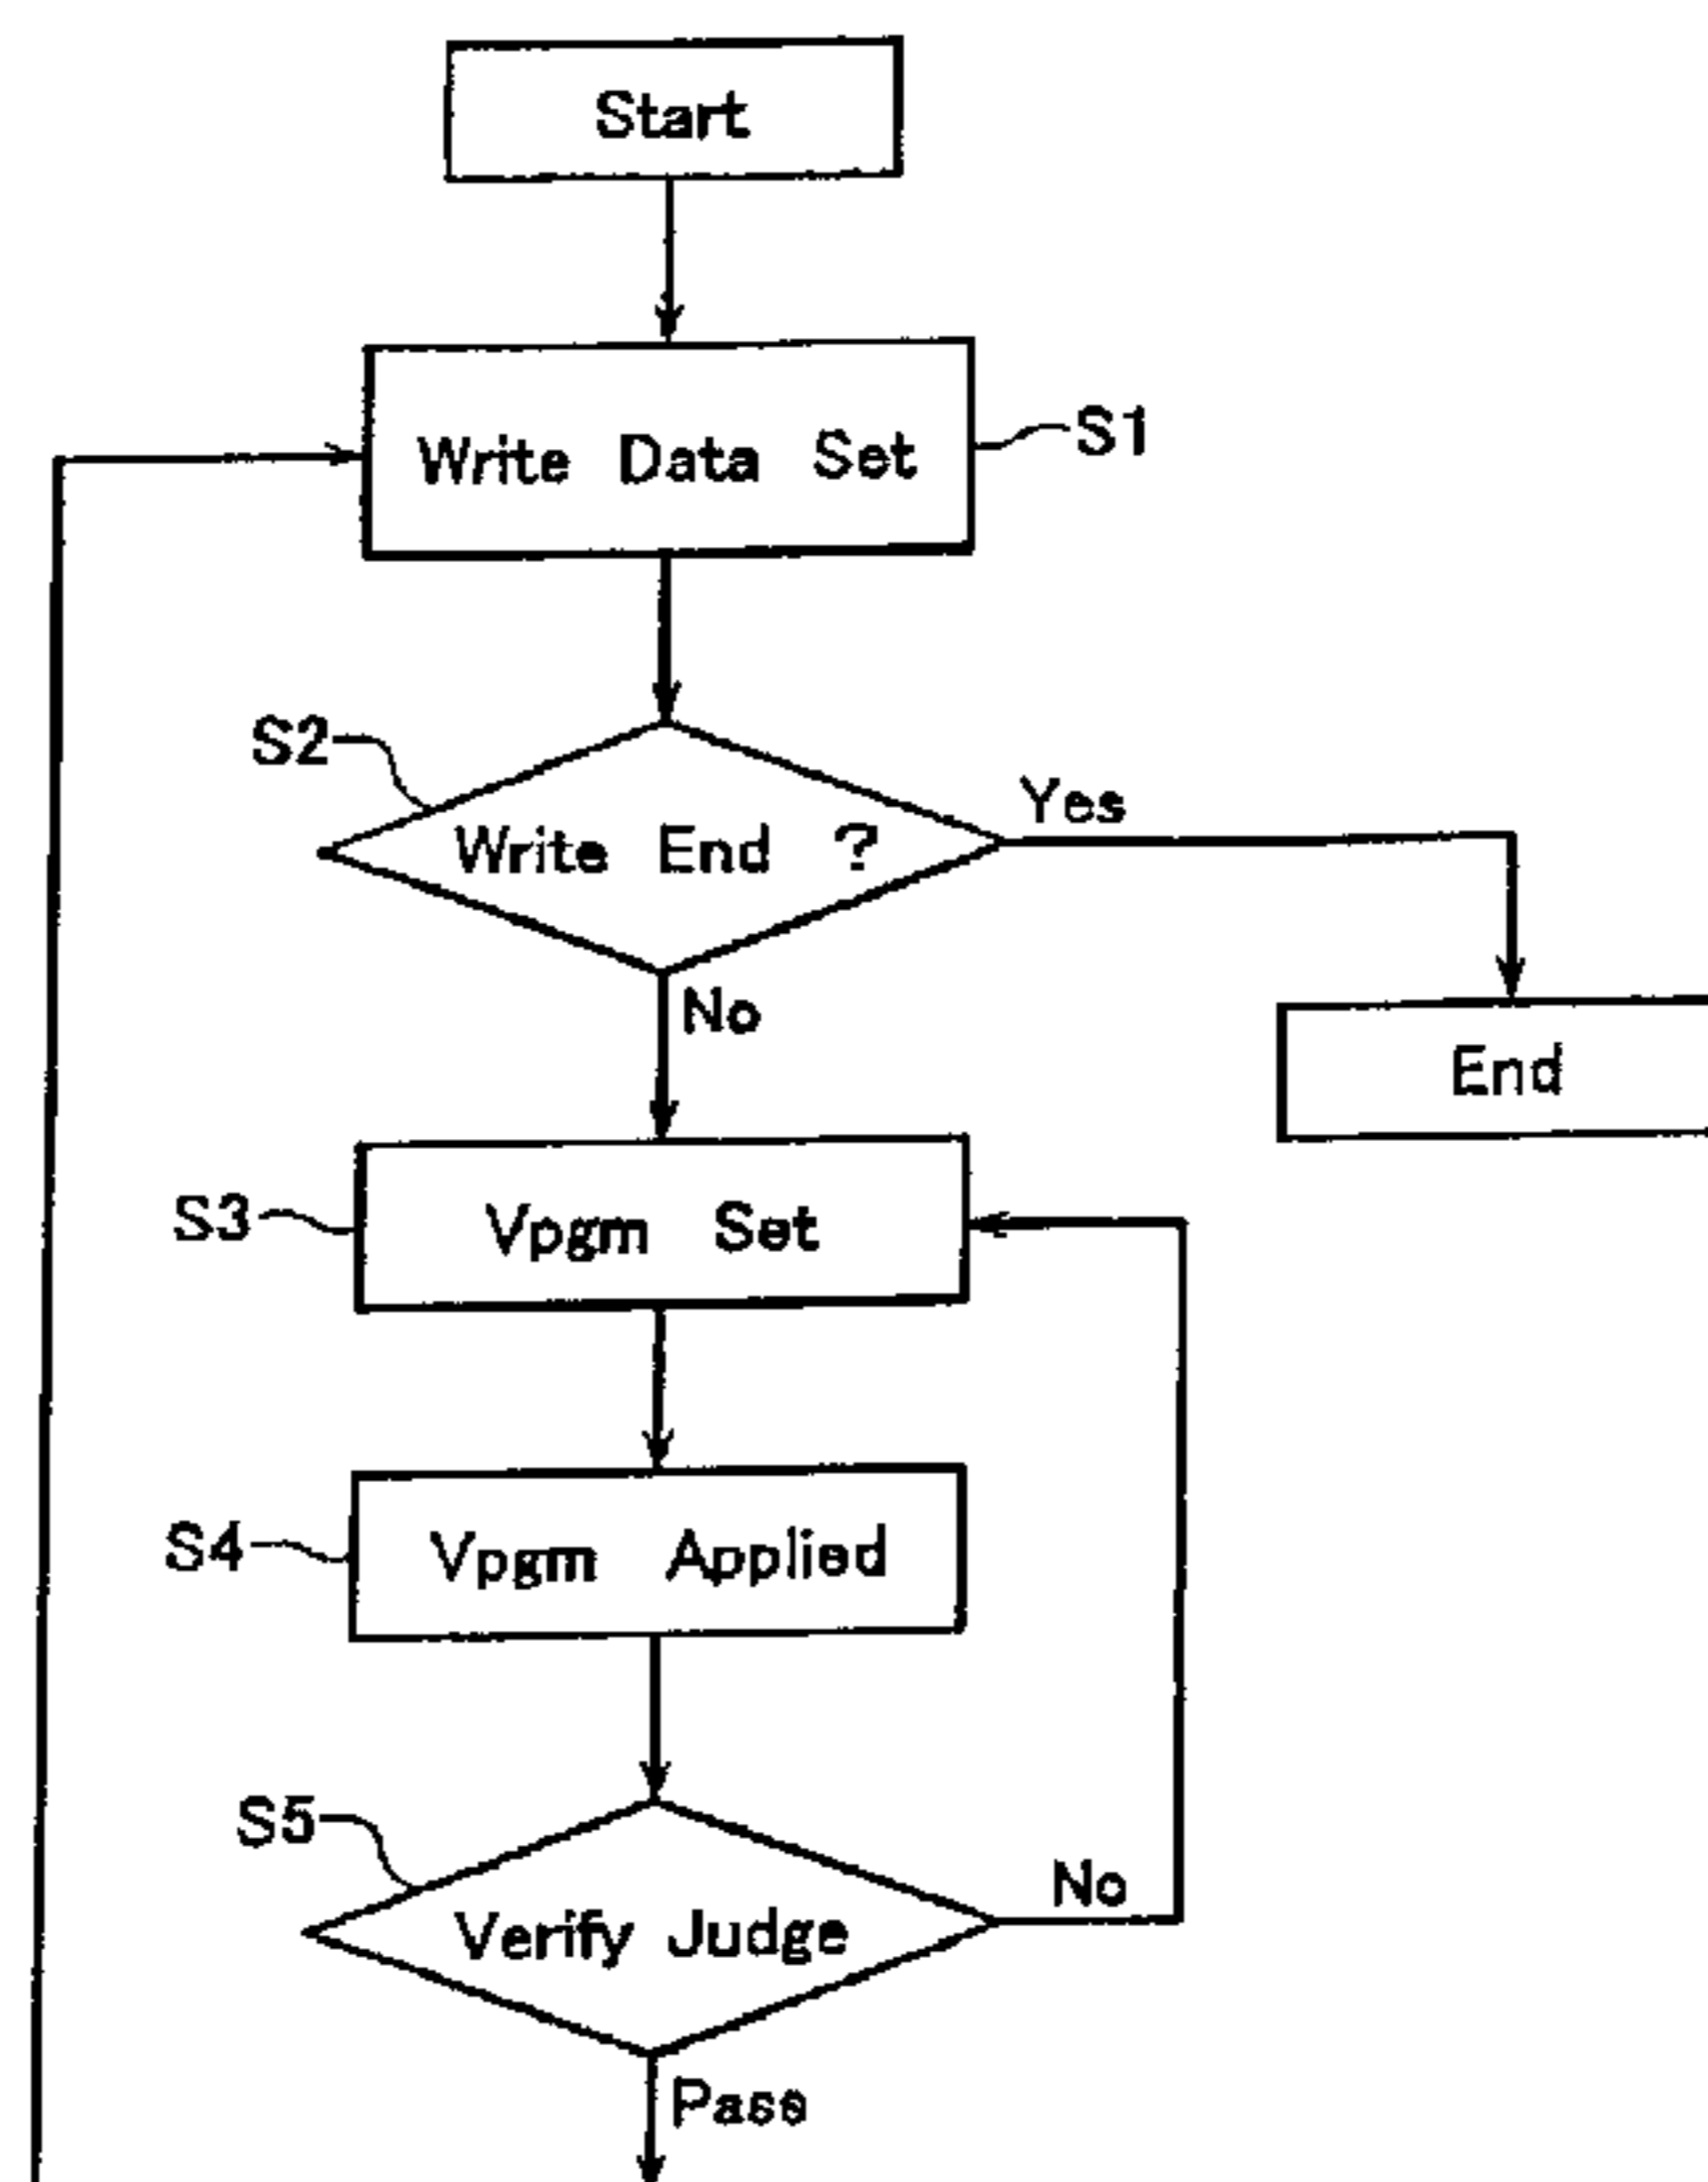 Start
Write Data Set
S1
S2
Write End ?
Yes
No
End
S3
Vpgm Set
S4
Vpgm Applied
S5
Verify Judge
No
Pass